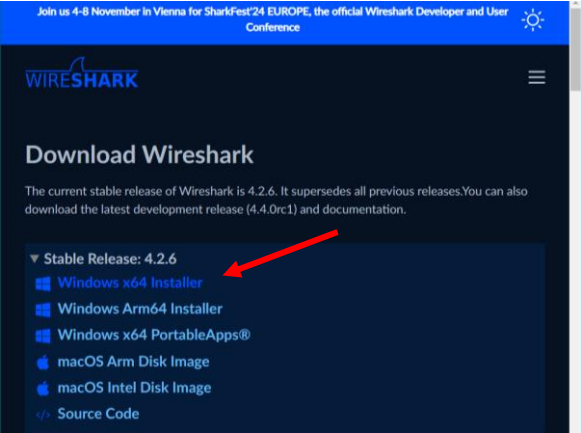 Join us 4-8 November in Vienna for SharkFest'24 EUROPE, the official Wireshark Developer and User
Conference
WIRESHARK
Download Wireshark
The current stable release of Wireshark is 4.2.6. It supersedes all previous releases.You can also
download the latest development release (4.4.0rc1) and documentation.
▼ Stable Release: 4.2.6
Windows x64 Installer
Windows Arm64 Installer
Windows x64 PortableApps®
macOS Arm Disk Image
macOS Intel Disk Image
</> Source Code